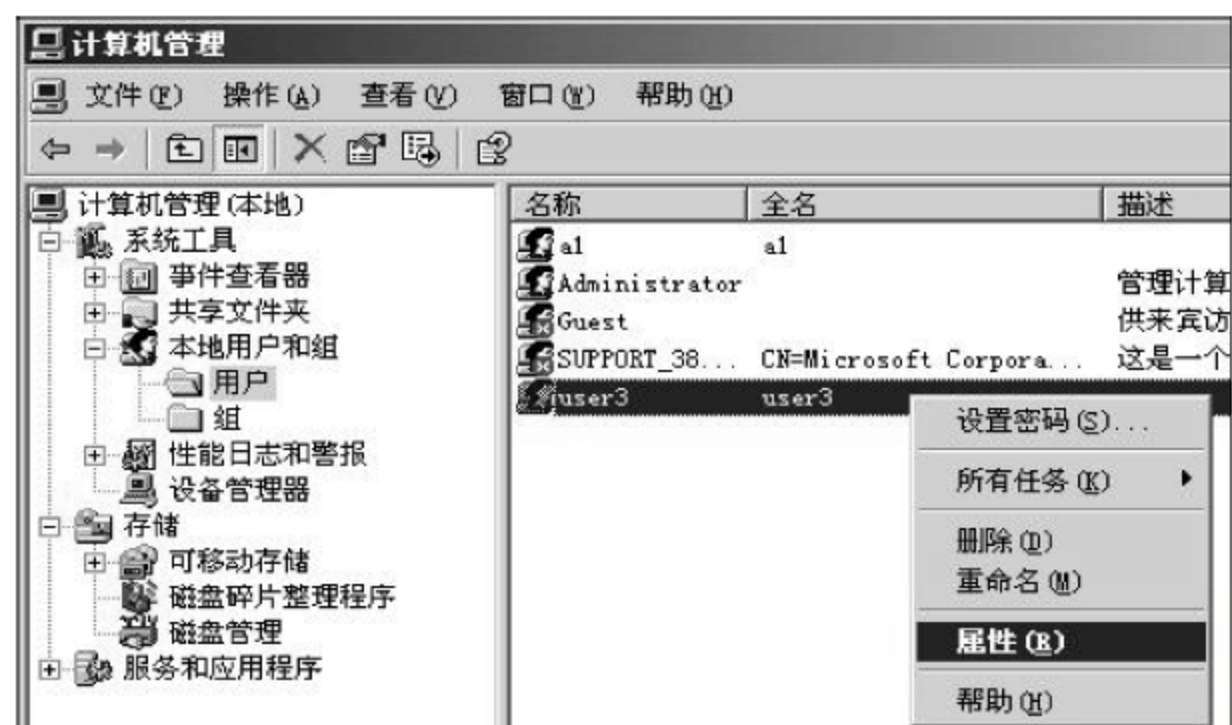 计算机管理
文件(F) 操作(A) 查看(V) 窗口(W) 帮助(H)
计算机管理(本地)
系统工具
事件查看器
共享文件夹
本地用户和组
用户
组
性能日志和警报
设备管理器
存储
可移动存储
磁盘碎片整理程序
磁盘管理
服务和应用程序
名称 全名 描述
a1 a1
Administrator 管理计算
Guest 供来宾访
SUPPORT_38... CN=Microsoft Corpora... 这是一个
user3 user3
设置密码(S)...
所有任务(K)
删除(D)
重命名(M)
属性(R)
帮助(H)